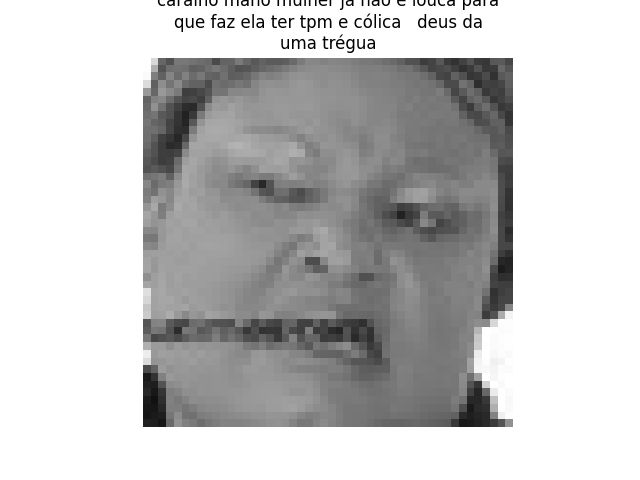 caralho mano mulher já não é louca para
que faz ela ter tpm e cólica deus da
uma trégua